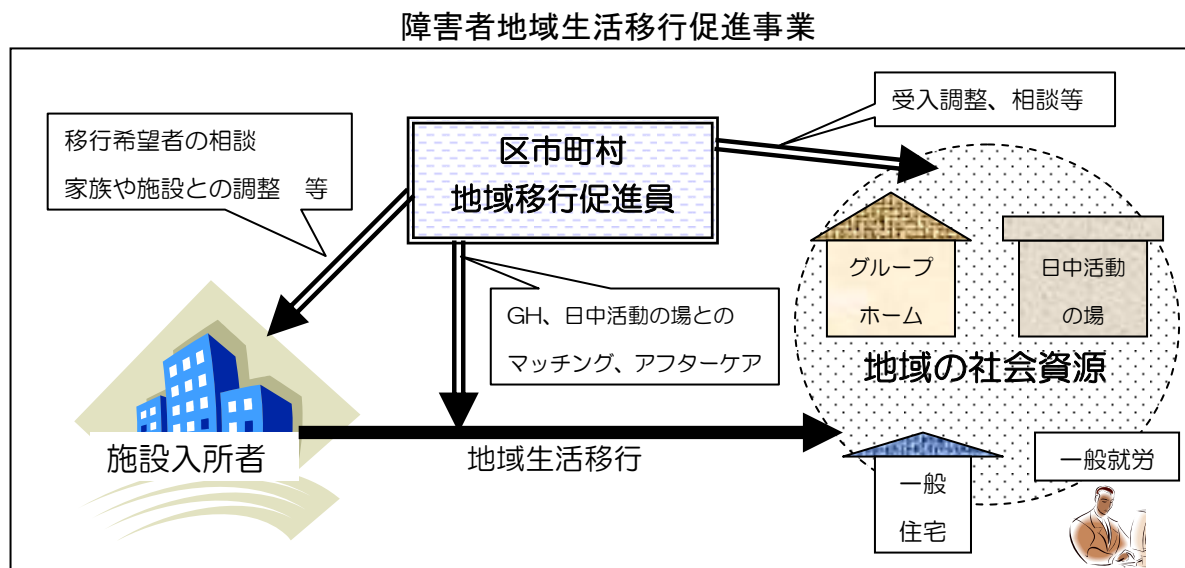 障害者地域生活移行促進事業
受入調整、相談等
移行希望者の相談
家族や施設との調整　等
区市町村
地域移行促進員
グループ
ホーム
日中活動
の場
GH、日中活動の場との
マッチング、アフターケア
地域の社会資源
施設入所者
地域生活移行
一般就労
一般
住宅